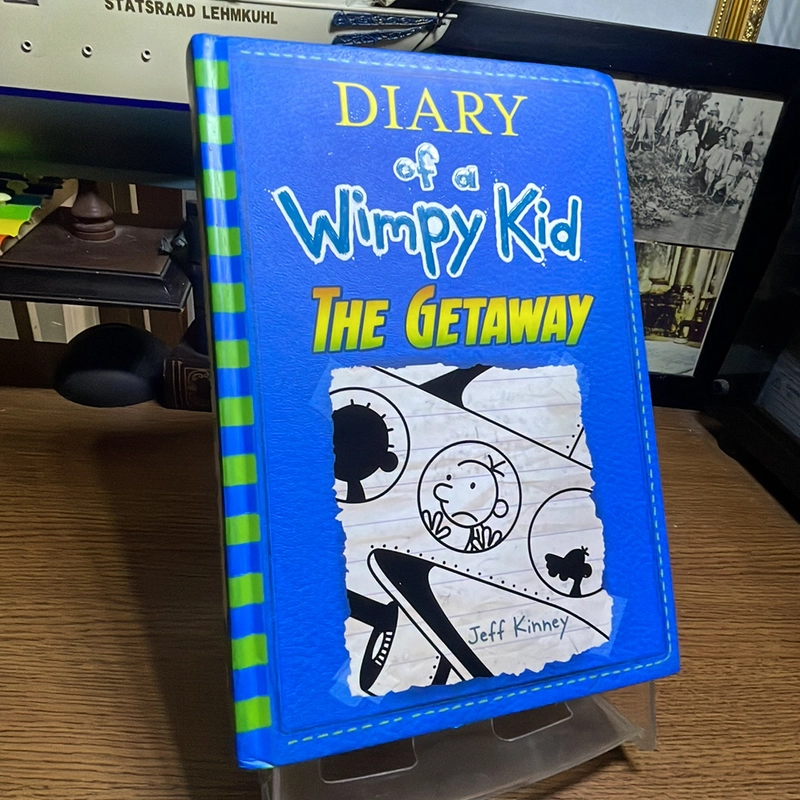 STATSRAAD LEHMKUHL
DIARY
of a
Wimpy Kid
THE GETAWAY
Jeff Kinney